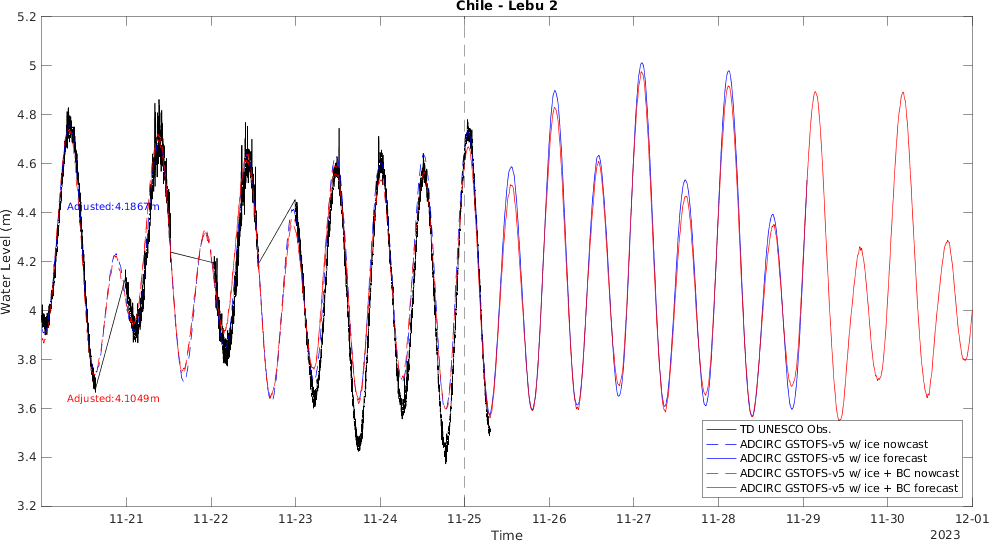 Chile - Lebu 2
Water Level (m)
5.2
5
4.8
4.6
4.4
4.2
4
3.8
3.6
3.4
3.2
Adjusted:4.1867m
Adjusted:4.1049m
TD UNESCO Obs.
ADCIRC GSTOFS-v5 w/ ice nowcast
ADCIRC GSTOFS-v5 w/ ice forecast
ADCIRC GSTOFS-v5 w/ ice + BC nowcast
ADCIRC GSTOFS-v5 w/ ice + BC forecast
11-21 11-22 11-23 11-24 11-25 11-26 11-27 11-28 11-29 11-30 12-01
Time
2023